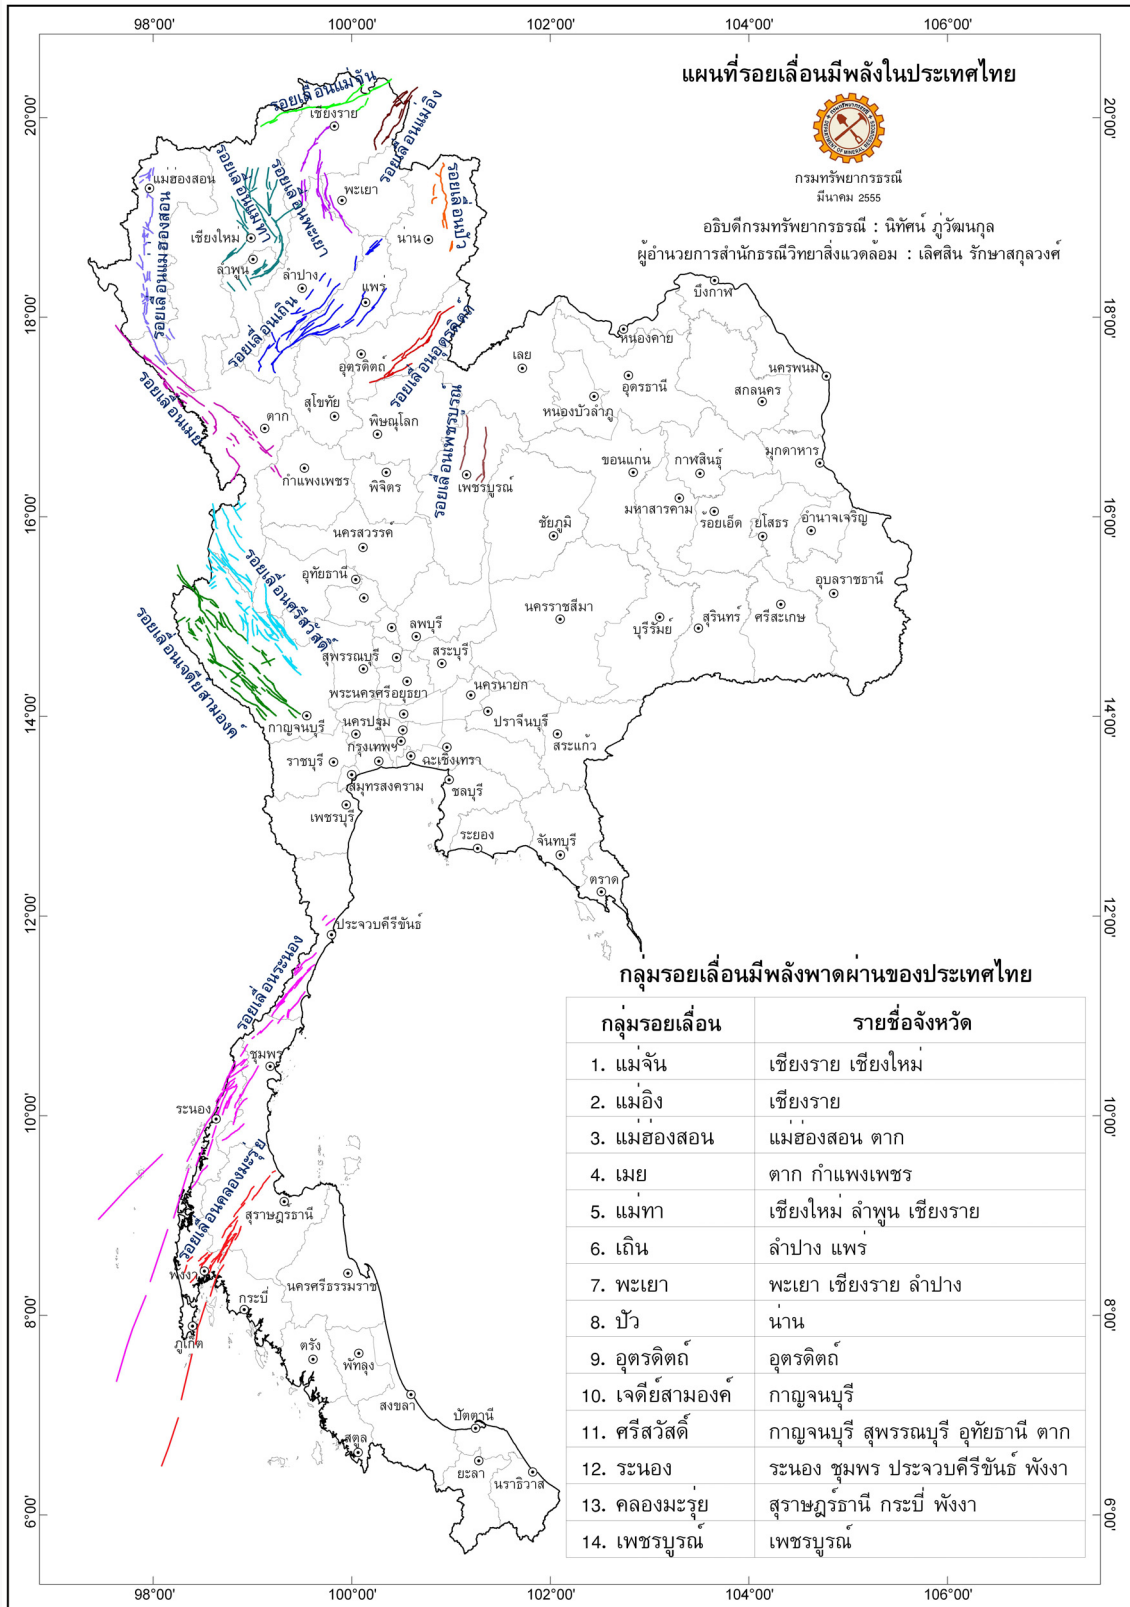 98°00' 100°00' 102°00' 104°00' 106°00'
แผนที่รอยเลื่อนมีพลังในประเทศไทย
กรมทรัพยากรธรณี
มีนาคม 2555
อธิบดีกรมทรัพยากรธรณี : นิทัศน์ ภู่วัฒนกุล
ผู้อำนวยการสำนักธรณีวิทยาสิ่งแวดล้อม : เลิศสิน รักษาสกุลวงศ์
20°00'
18°00'
16°00'
14°00'
12°00'
10°00'
8°00'
6°00'
20°00'
18°00'
16°00'
14°00'
12°00'
10°00'
8°00'
6°00'
รอยเลื่อนแม่จัน
เชียงราย
รอยเลื่อนแม่อิง
รอยเลื่อนแม่ทา
รอยเลื่อนพะเยา
แม่ฮ่องสอน
พะเยา
รอยเลื่อนปัว
รอยเลื่อนแม่ฮ่องสอน
เชียงใหม่
น่าน
ลำพูน
ลำปาง
แพร่
รอยเลื่อนเถิน
รอยเลื่อนอุตรดิตถ์
อุตรดิตถ์
บึงกาฬ
หนองคาย
เลย
อุดรธานี
นครพนม
สกลนคร
หนองบัวลำภู
รอยเลื่อนเมย
สุโขทัย
ตาก
พิษณุโลก
รอยเลื่อนเพชรบูรณ์
กำแพงเพชร
พิจิตร
เพชรบูรณ์
ขอนแก่น
กาฬสินธุ์
มุกดาหาร
มหาสารคาม
ร้อยเอ็ด
ยโสธร
อำนาจเจริญ
ชัยภูมิ
นครสวรรค์
รอยเลื่อนศรีสวัสดิ์
อุทัยธานี
อุบลราชธานี
นครราชสีมา
บุรีรัมย์
สุรินทร์
ศรีสะเกษ
รอยเลื่อนเจดีย์สามองค์
ลพบุรี
สุพรรณบุรี
สระบุรี
พระนครศรีอยุธยา
นครนายก
กาญจนบุรี
นครปฐม
ปราจีนบุรี
กรุงเทพฯ
สระแก้ว
ราชบุรี
ฉะเชิงเทรา
สมุทรสงคราม
ชลบุรี
เพชรบุรี
ระยอง
จันทบุรี
ตราด
ประจวบคีรีขันธ์
รอยเลื่อนระนอง
ชุมพร
ระนอง
รอยเลื่อนคลองมะรุ่ย
สุราษฎร์ธานี
พังงา
นครศรีธรรมราช
กระบี่
ภูเก็ต
ตรัง
พัทลุง
สงขลา
ปัตตานี
สตูล
ยะลา
นราธิวาส
กลุ่มรอยเลื่อนมีพลังพาดผ่านของประเทศไทย
กลุ่มรอยเลื่อน รายชื่อจังหวัด
1. แม่จัน เชียงราย เชียงใหม่
2. แม่อิง เชียงราย
3. แม่ฮ่องสอน แม่ฮ่องสอน ตาก
4. เมย ตาก กำแพงเพชร
5. แม่ทา เชียงใหม่ ลำพูน เชียงราย
6. เถิน ลำปาง แพร่
7. พะเยา พะเยา เชียงราย ลำปาง
8. ปัว น่าน
9. อุตรดิตถ์ อุตรดิตถ์
10. เจดีย์สามองค์ กาญจนบุรี
11. ศรีสวัสดิ์ กาญจนบุรี สุพรรณบุรี อุทัยธานี ตาก
12. ระนอง ระนอง ชุมพร ประจวบคีรีขันธ์ พังงา
13. คลองมะรุ่ย สุราษฎร์ธานี กระบี่ พังงา
14. เพชรบูรณ์ เพชรบูรณ์
98°00' 100°00' 102°00' 104°00' 106°00'